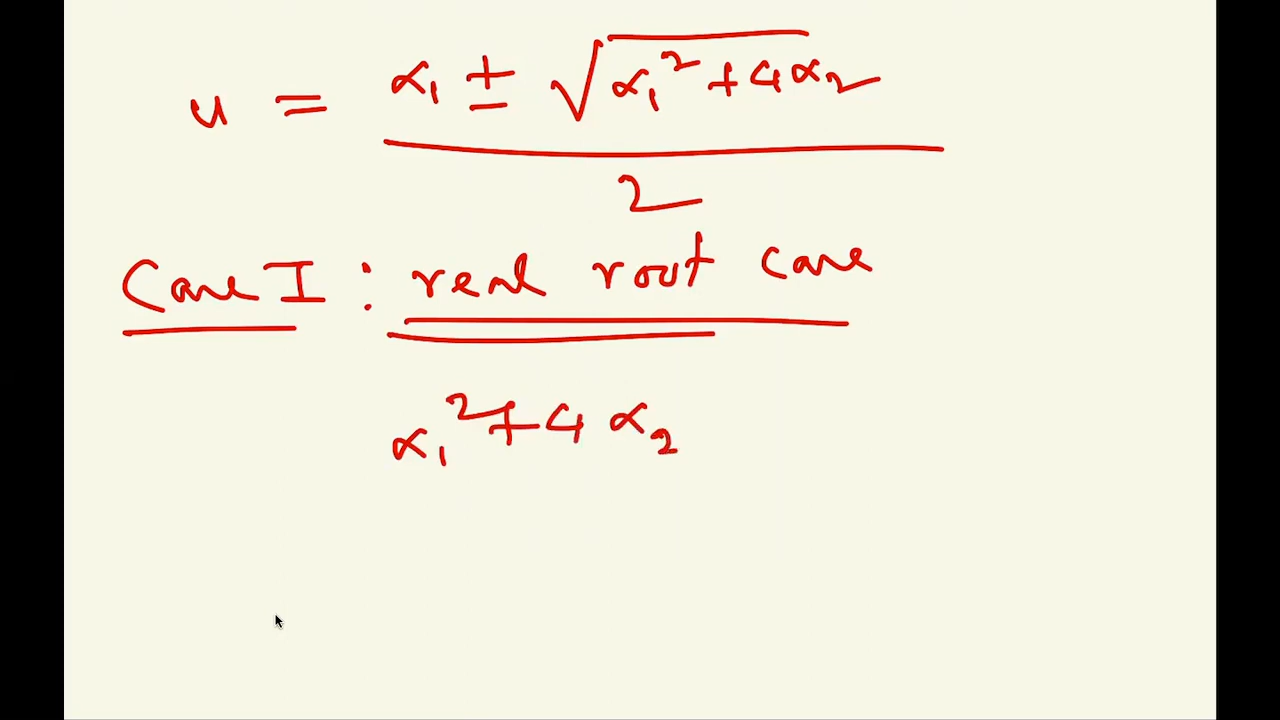 u = α₁ ± √α₁² + 4α₂ / 2
Case I : real root case
α₁² + 4 α₂